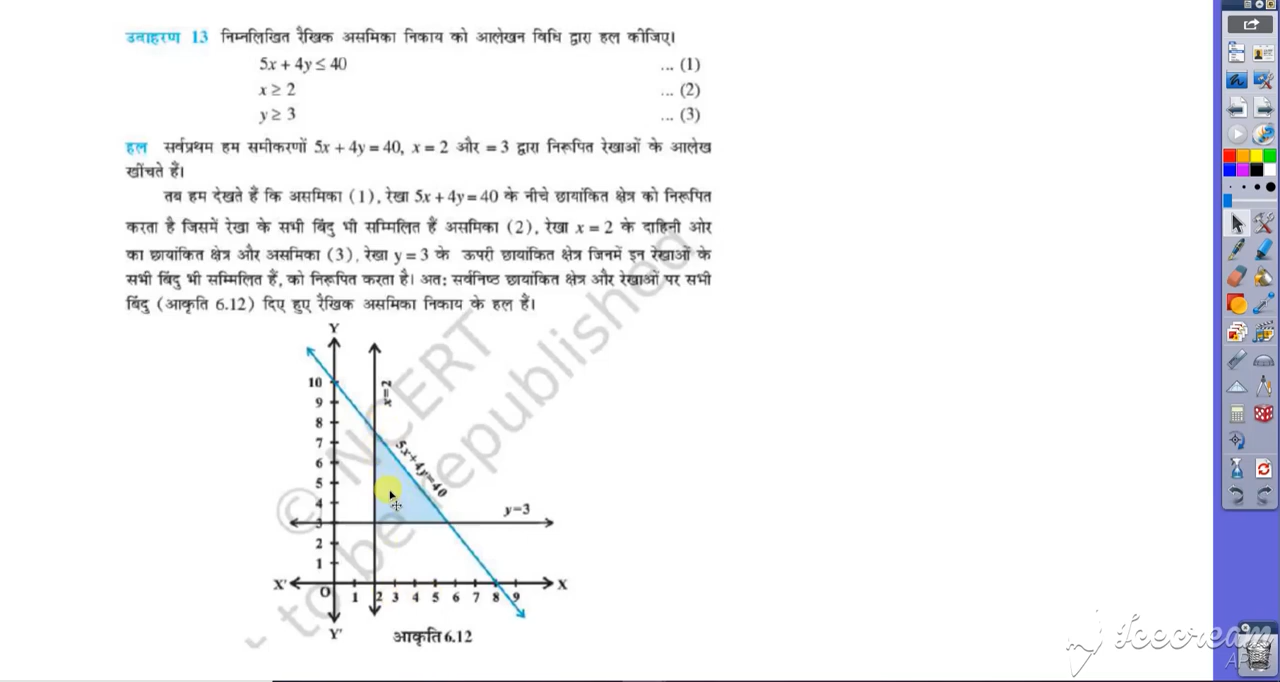 उदाहरण 13 निम्नलिखित रैखिक असमिका निकाय को आलेखन विधि द्वारा हल कीजिए।
5x + 4y ≤ 40 ... (1)
x ≥ 2 ... (2)
y ≥ 3 ... (3)
हल सर्वप्रथम हम समीकरणों 5x + 4y = 40, x = 2 और = 3 द्वारा निरूपित रेखाओं के आलेख
खींचते हैं।
तब हम देखते हैं कि असमिका (1), रेखा 5x + 4y = 40 के नीचे छायांकित क्षेत्र को निरूपित
करता है जिसमें रेखा के सभी बिंदु भी सम्मिलित हैं असमिका (2), रेखा x = 2 के दाहिनी ओर
का छायांकित क्षेत्र और असमिका (3), रेखा y = 3 के ऊपरी छायांकित क्षेत्र जिनमें इन रेखाओं के
सभी बिंदु भी सम्मिलित हैं, को निरूपित करता है। अतः सर्वनिष्ठ छायांकित क्षेत्र और रेखाओं पर सभी
बिंदु (आकृति 6.12) दिए हुए रैखिक असमिका निकाय के हल हैं।
Y
10
9
8
7
6
5
4
3
2
1
x=2
5x+4y=40
y=3
X' O 1 2 3 4 5 6 7 8 9 X
Y'
आकृति 6.12
© NCERT
to be republished
Icecream
APPS